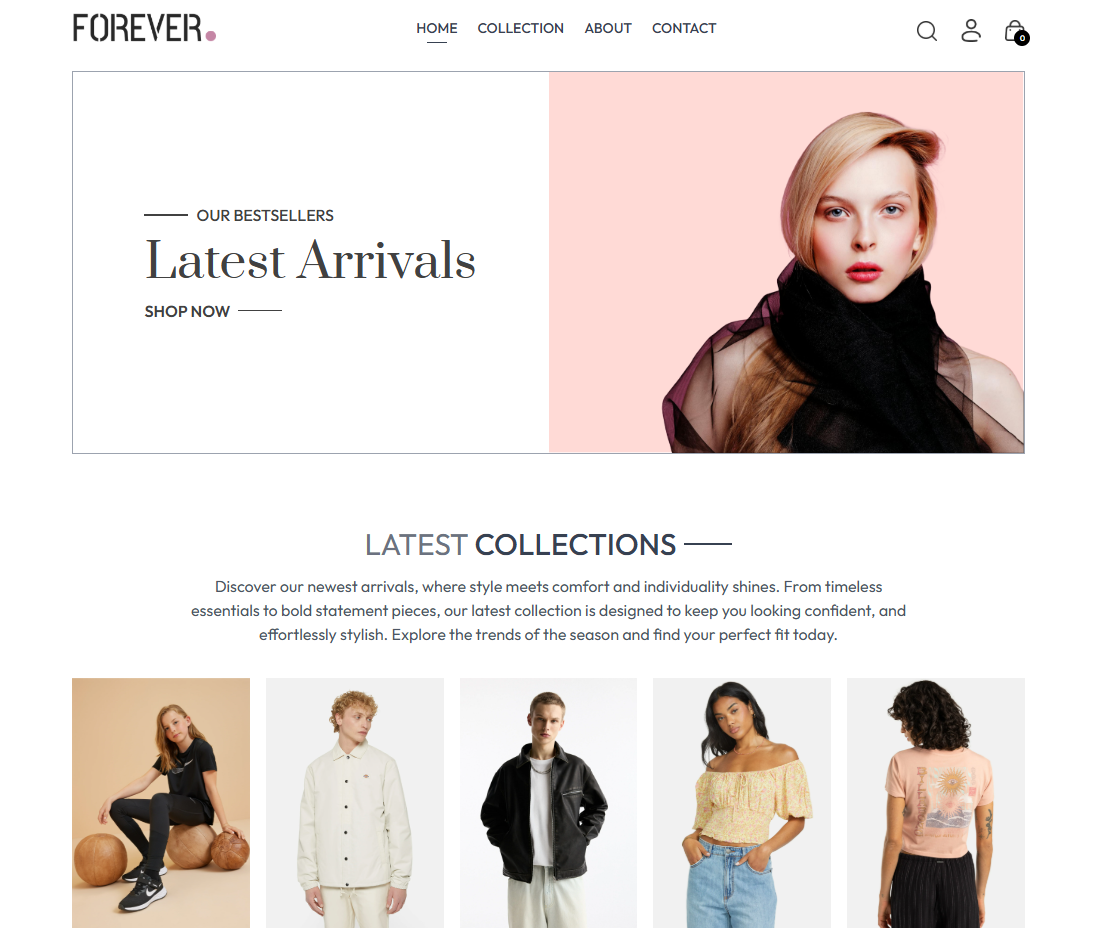 FOREVER.
HOME COLLECTION ABOUT CONTACT
0
OUR BESTSELLERS
Latest Arrivals
SHOP NOW
LATEST COLLECTIONS
Discover our newest arrivals, where style meets comfort and individuality shines. From timeless
essentials to bold statement pieces, our latest collection is designed to keep you looking confident, and
effortlessly stylish. Explore the trends of the season and find your perfect fit today.